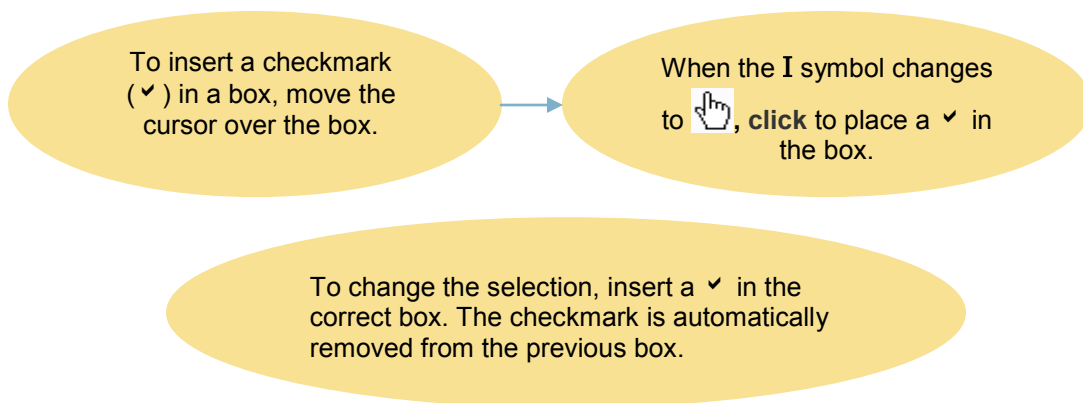 To insert a checkmark
(✔) in a box, move the
cursor over the box.
When the I symbol changes
to , click to place a ✔ in
the box.
To change the selection, insert a ✔ in the
correct box. The checkmark is automatically
removed from the previous box.